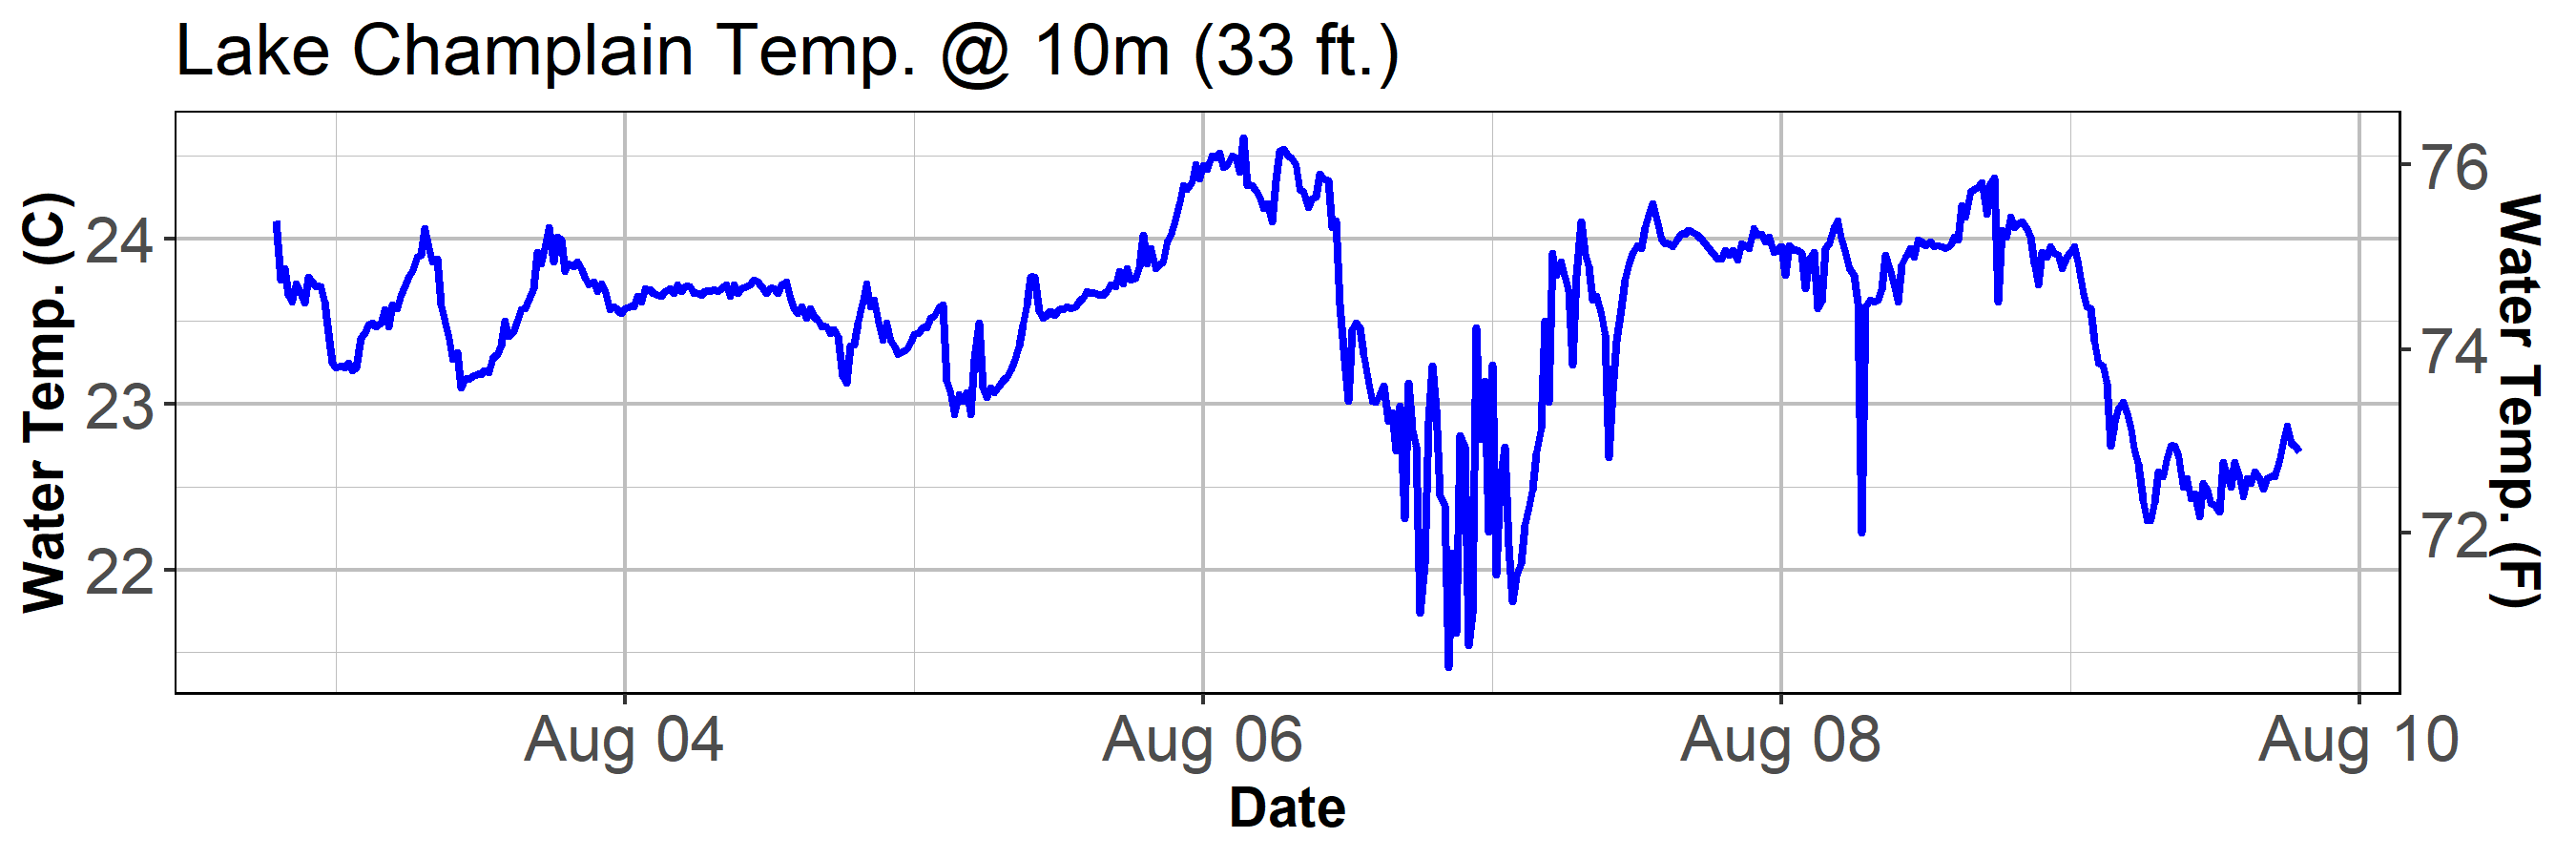 Lake Champlain Temp. @ 10m (33 ft.)
Water Temp. (C)
24
23
22
76
74
72
Water Temp. (F)
Aug 04 Aug 06 Aug 08 Aug 10
Date